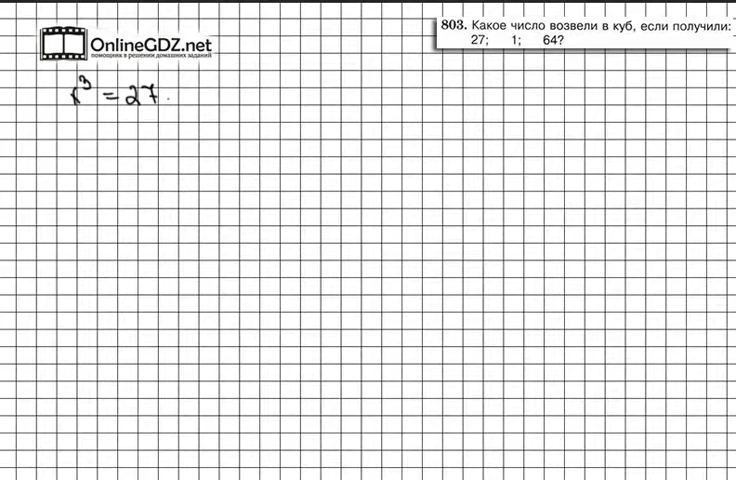 OnlineGDZ.net
помощник в решении домашних заданий
803. Какое число возвели в куб, если получили:
27; 1; 64?
x³ = 27.